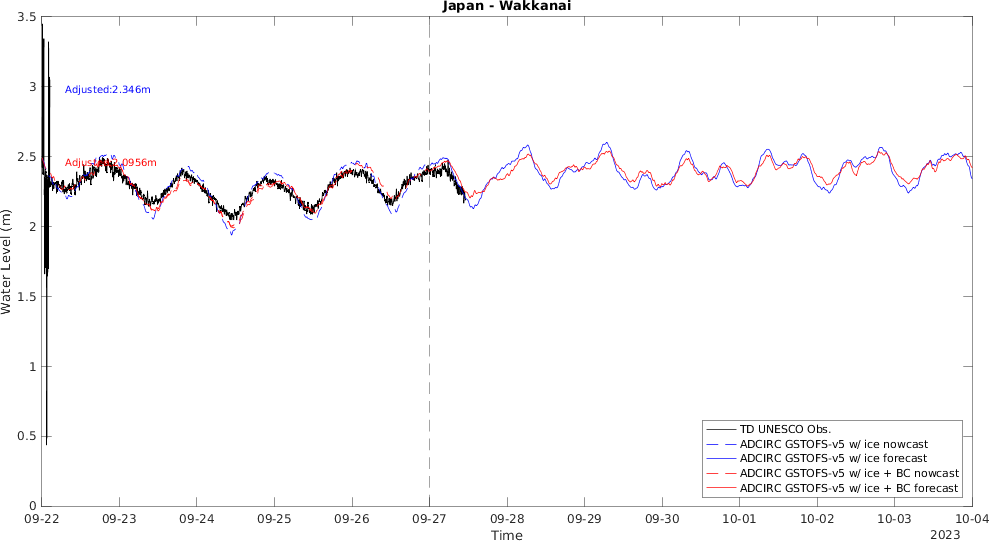 Japan - Wakkanai
Water Level (m)
3.5
3
2.5
2
1.5
1
0.5
0
Adjusted:2.346m
09-22
09-23
09-24
09-25
09-26
09-27
09-28
09-29
09-30
10-01
10-02
10-03
10-04
Time
2023
TD UNESCO Obs.
ADCIRC GSTOFS-v5 w/ ice nowcast
ADCIRC GSTOFS-v5 w/ ice forecast
ADCIRC GSTOFS-v5 w/ ice + BC nowcast
ADCIRC GSTOFS-v5 w/ ice + BC forecast